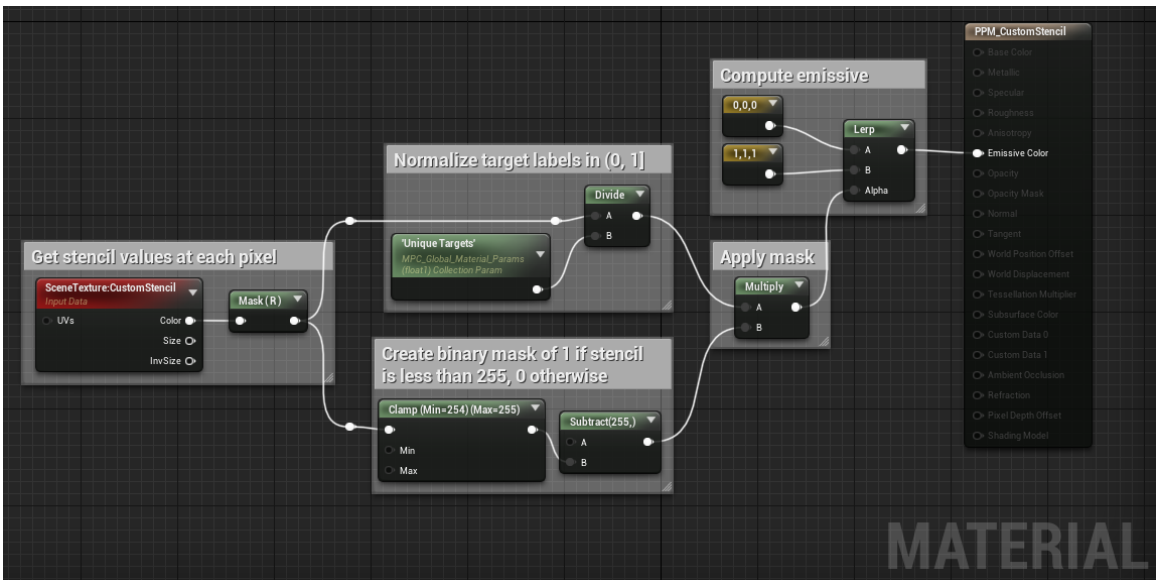 Get stencil values at each pixel
SceneTexture:CustomStencil
Input Data
UVs
Color
Size
InvSize
Mask ( R )
Normalize target labels in (0, 1]
'Unique Targets'
MPC_Global_Material_Params
(float1) Collection Param
Divide
A
B
Create binary mask of 1 if stencil
is less than 255, 0 otherwise
Clamp (Min=254) (Max=255)
Min
Max
Subtract(255,)
A
B
Apply mask
Multiply
A
B
Compute emissive
0,0,0
1,1,1
Lerp
A
B
Alpha
PPM_CustomStencil
Base Color
Metallic
Specular
Roughness
Anisotropy
Emissive Color
Opacity
Opacity Mask
Normal
Tangent
World Position Offset
World Displacement
Tessellation Multiplier
Subsurface Color
Custom Data 0
Custom Data 1
Ambient Occlusion
Refraction
Pixel Depth Offset
Shading Model
MATERIAL